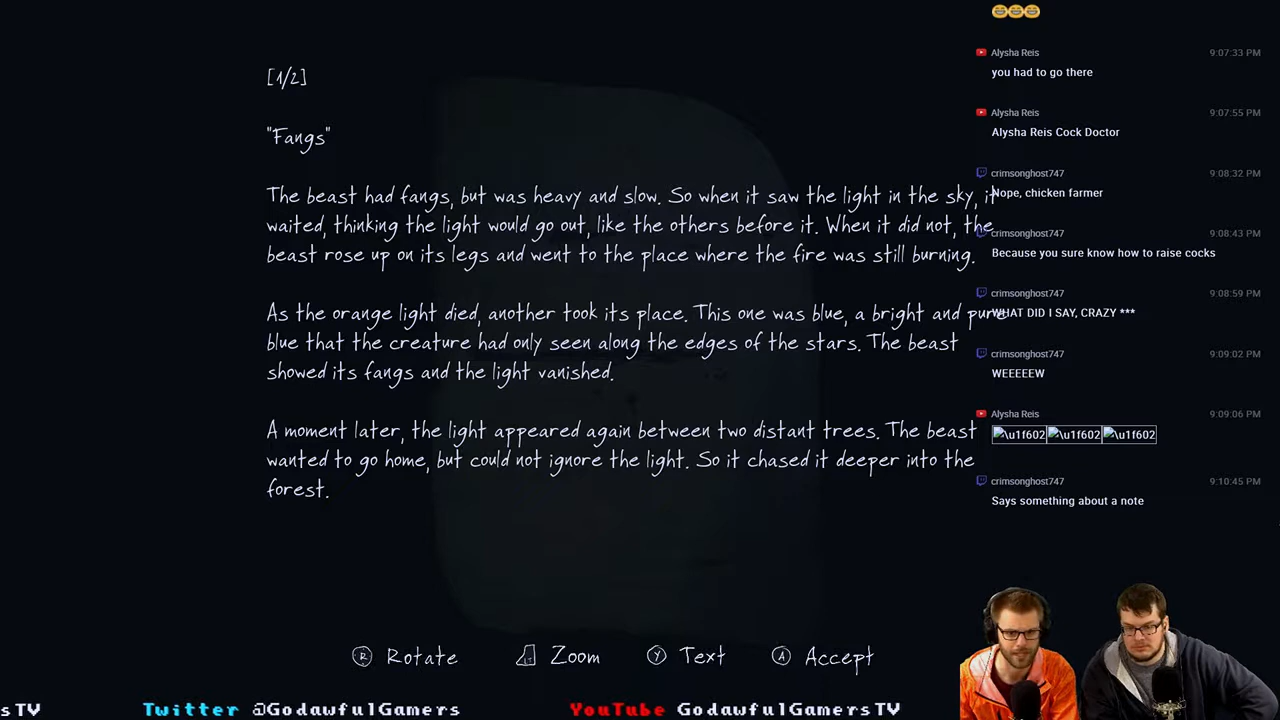 [1/2]
"Fangs"
The beast had fangs, but was heavy and slow. So when it saw the light in the sky, it
waited, thinking the light would go out, like the others before it. When it did not, the
beast rose up on its legs and went to the place where the fire was still burning.
As the orange light died, another took its place. This one was blue, a bright and pure
blue that the creature had only seen along the edges of the stars. The beast
showed its fangs and the light vanished.
A moment later, the light appeared again between two distant trees. The beast
wanted to go home, but could not ignore the light. So it chased it deeper into the
forest.
R Rotate Zoom Y Text A Accept
Alysha Reis 9:07:33 PM
you had to go there
Alysha Reis 9:07:55 PM
Alysha Reis Cock Doctor
crimsonghost747 9:08:32 PM
Nope, chicken farmer
crimsonghost747 9:08:43 PM
Because you sure know how to raise cocks
crimsonghost747 9:08:59 PM
WHAT DID I SAY, CRAZY ***
crimsonghost747 9:09:02 PM
WEEEEEW
Alysha Reis 9:09:06 PM
\u1f602 \u1f602 \u1f602
crimsonghost747 9:10:45 PM
Says something about a note
sTV Twitter @GodawfulGamers YouTube GodawfulGamersTV